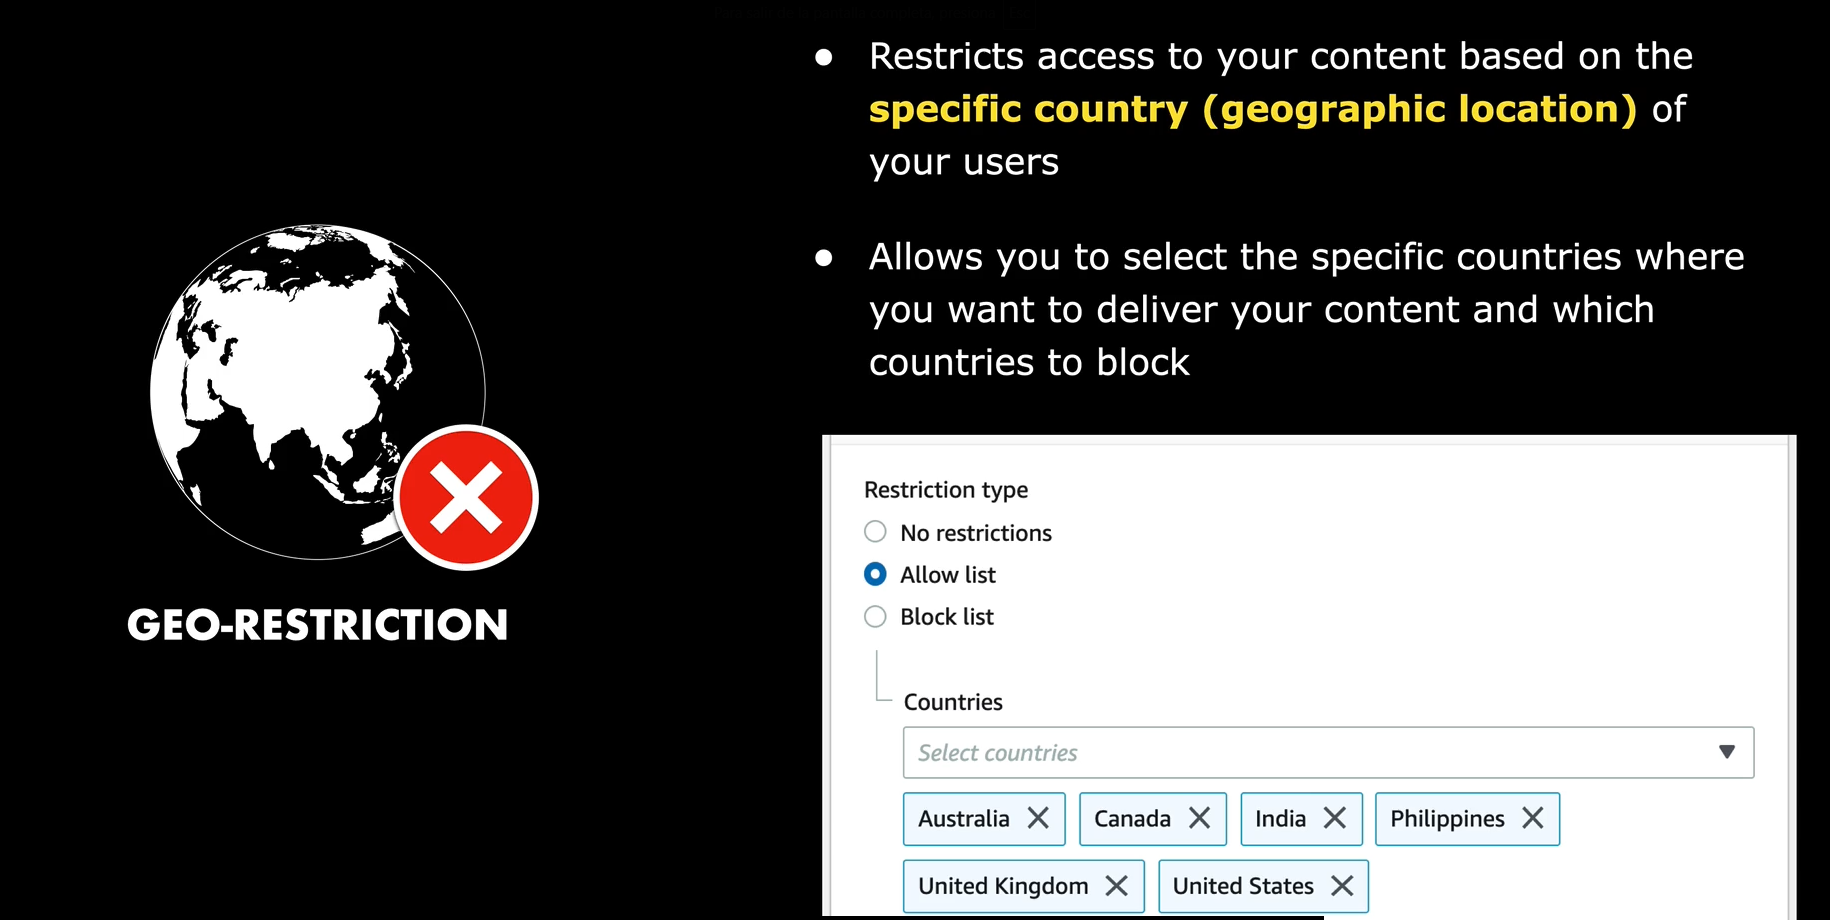 ● Restricts access to your content based on the
specific country (geographic location) of
your users
● Allows you to select the specific countries where
you want to deliver your content and which
countries to block
GEO-RESTRICTION
Restriction type
No restrictions
Allow list
Block list
Countries
Select countries
Australia Canada India Philippines
United Kingdom United States